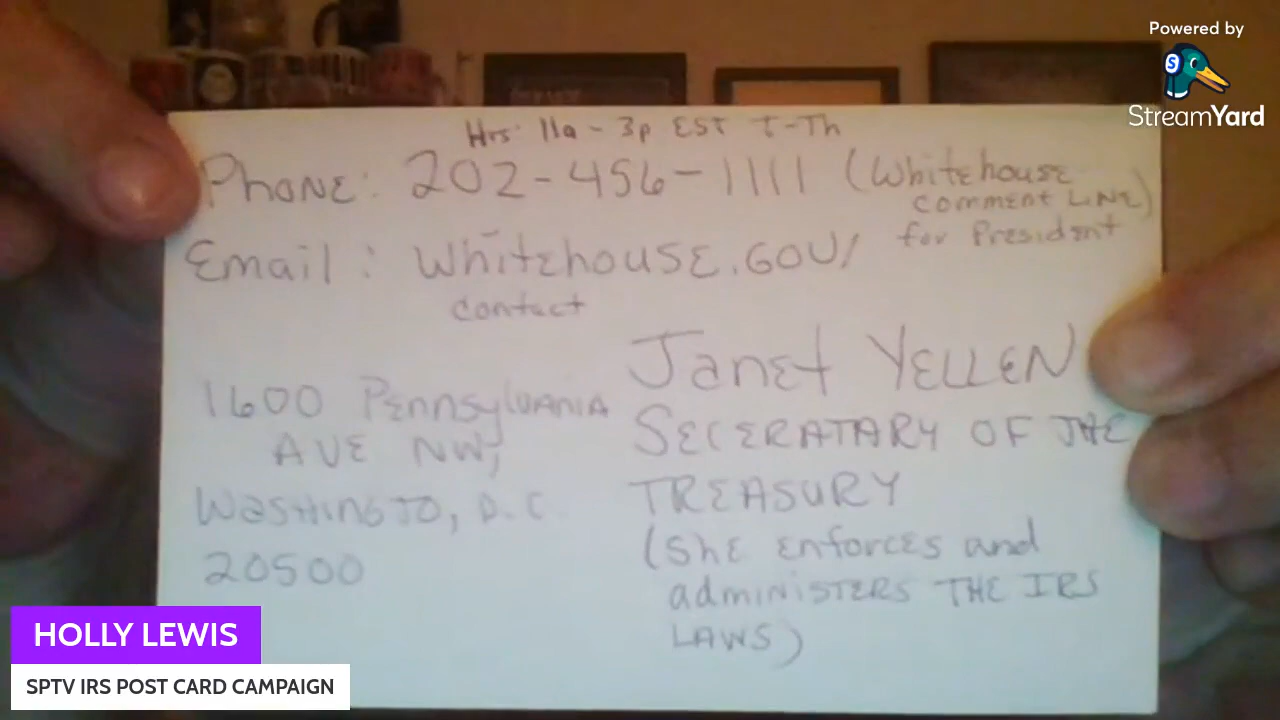 Powered by
StreamYard
Hrs: 11a - 3p EST T-Th
Phone: 202-456-1111 (Whitehouse
comment Line)
for President
Email: Whitehouse.gov/
contact
1600 Pennsylvania
Ave NW,
Washingto, D.C.
20500
Janet Yellen
Seceratary of the
Treasury
(She enforces and
administers the IRS
Laws)
HOLLY LEWIS
SPTV IRS POST CARD CAMPAIGN